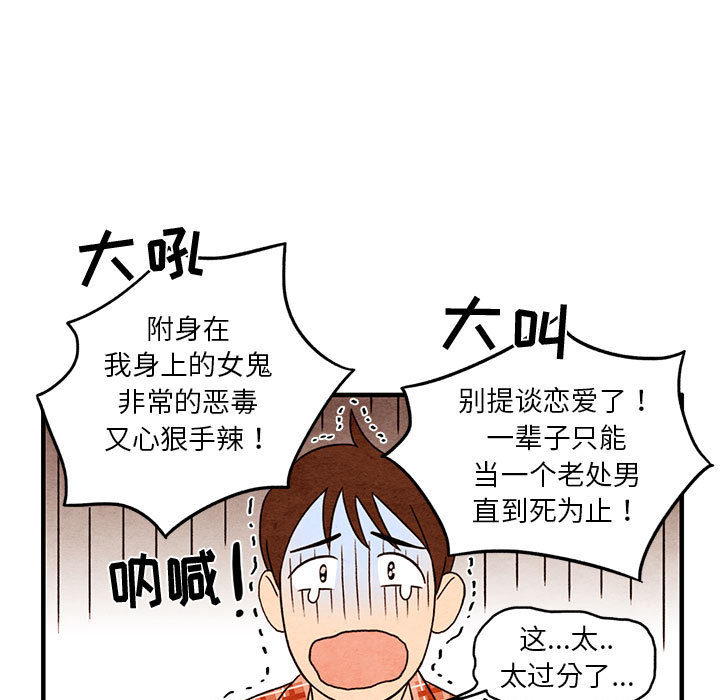 大吼
附身在
我身上的女鬼
非常的恶毒
又心狠手辣！
大叫
别提谈恋爱了！
一辈子只能
当一个老处男
直到死为止！
呐喊！
这...太..
太过分了...